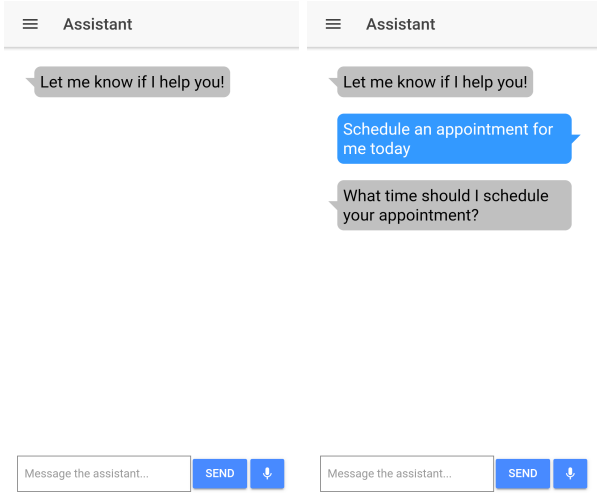 Assistant
Let me know if I help you!
Message the assistant...
SEND
Assistant
Let me know if I help you!
Schedule an appointment for
me today
What time should I schedule
your appointment?
Message the assistant...
SEND